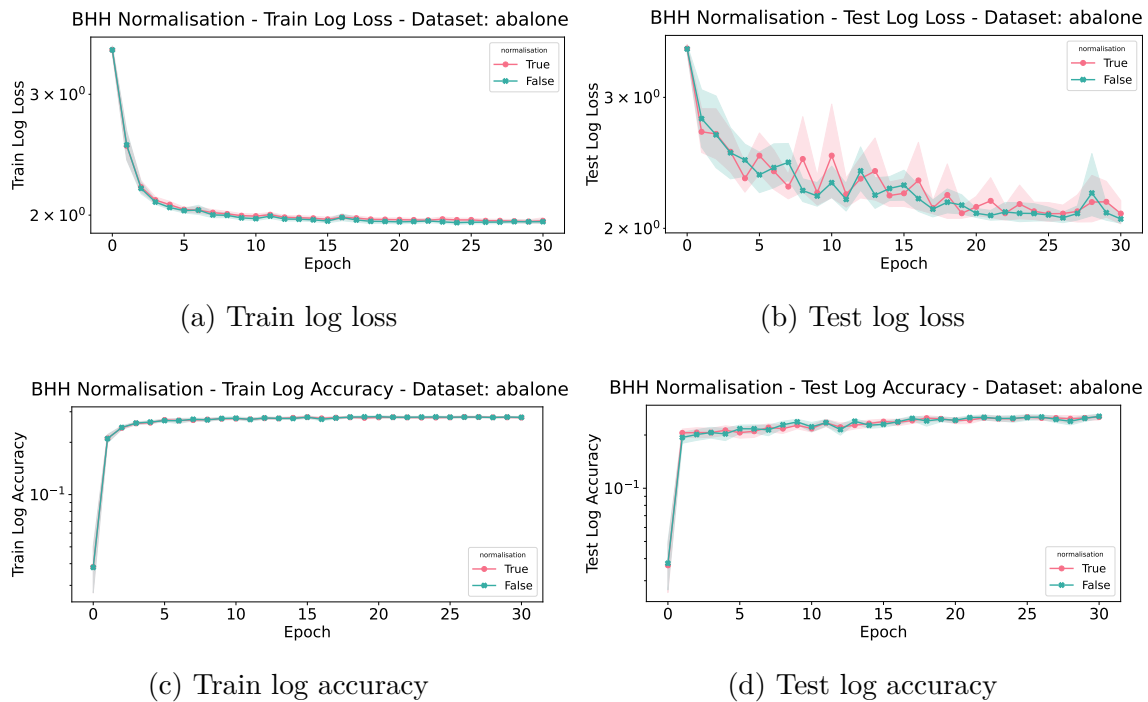 BHH Normalisation - Train Log Loss - Dataset: abalone
Train Log Loss
3 × 10⁰
2 × 10⁰
normalisation
True
False
0 5 10 15 20 25 30
Epoch
(a) Train log loss
BHH Normalisation - Test Log Loss - Dataset: abalone
Test Log Loss
3 × 10⁰
2 × 10⁰
normalisation
True
False
0 5 10 15 20 25 30
Epoch
(b) Test log loss
BHH Normalisation - Train Log Accuracy - Dataset: abalone
Train Log Accuracy
10⁻¹
normalisation
True
False
0 5 10 15 20 25 30
Epoch
(c) Train log accuracy
BHH Normalisation - Test Log Accuracy - Dataset: abalone
Test Log Accuracy
10⁻¹
normalisation
True
False
0 5 10 15 20 25 30
Epoch
(d) Test log accuracy